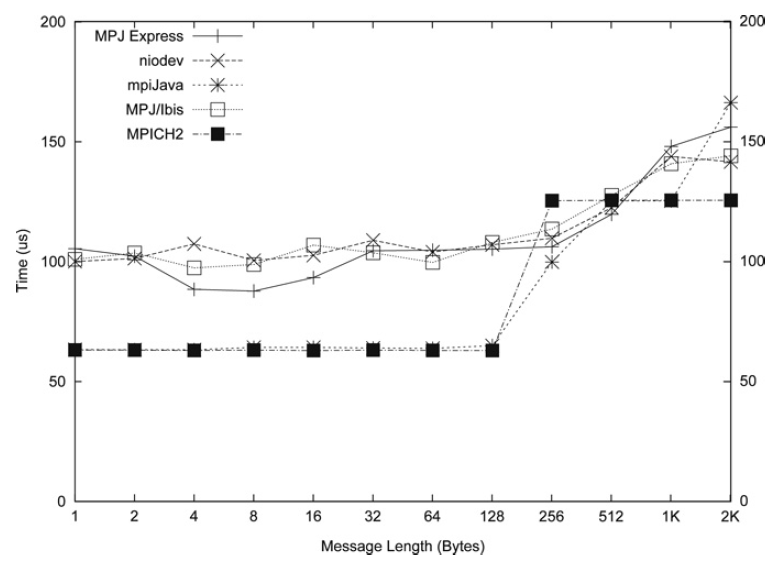 200
150
100
50
0
Time (us)
MPJ Express
niodev
mpiJava
MPJ/Ibis
MPICH2
200
150
100
50
0
1 2 4 8 16 32 64 128 256 512 1K 2K
Message Length (Bytes)